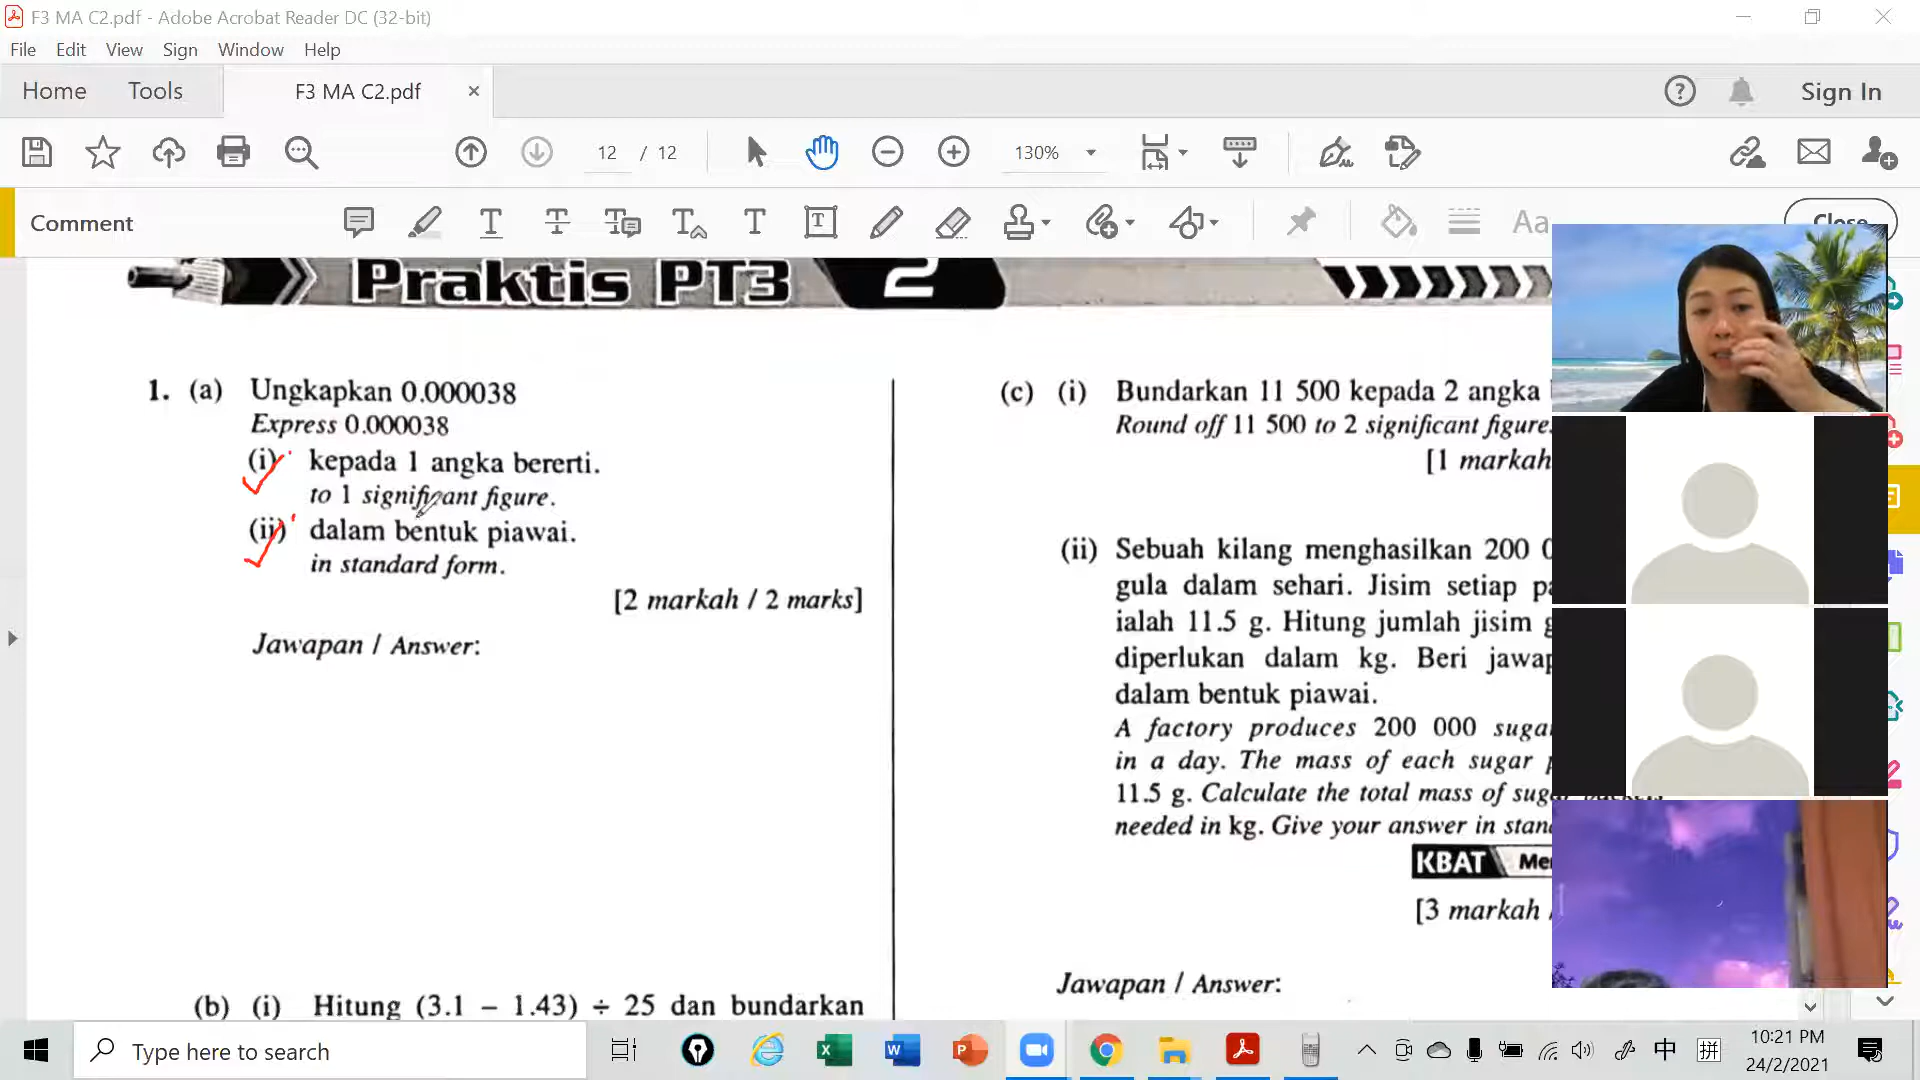 F3 MA C2.pdf - Adobe Acrobat Reader DC (32-bit)
File Edit View Sign Window Help
Home Tools F3 MA C2.pdf × Sign In
12 / 12 130%
Comment Close
Praktis PT3 2
1. (a) Ungkapkan 0.000038
Express 0.000038
(i) kepada 1 angka bererti.
to 1 significant figure.
(ii) dalam bentuk piawai.
in standard form.
[2 markah / 2 marks]
Jawapan / Answer:
(b) (i) Hitung (3.1 − 1.43) ÷ 25 dan bundarkan
(c) (i) Bundarkan 11 500 kepada 2 angka
Round off 11 500 to 2 significant figure
[1 markah
(ii) Sebuah kilang menghasilkan 200
gula dalam sehari. Jisim setiap
ialah 11.5 g. Hitung jumlah jisim
diperlukan dalam kg. Beri
dalam bentuk piawai.
A factory produces 200 000
in a day. The mass of each sugar
11.5 g. Calculate the total mass of
needed in kg. Give your answer in
KBAT
[3 markah
Jawapan / Answer:
Type here to search
中 拼
10:21 PM
24/2/2021